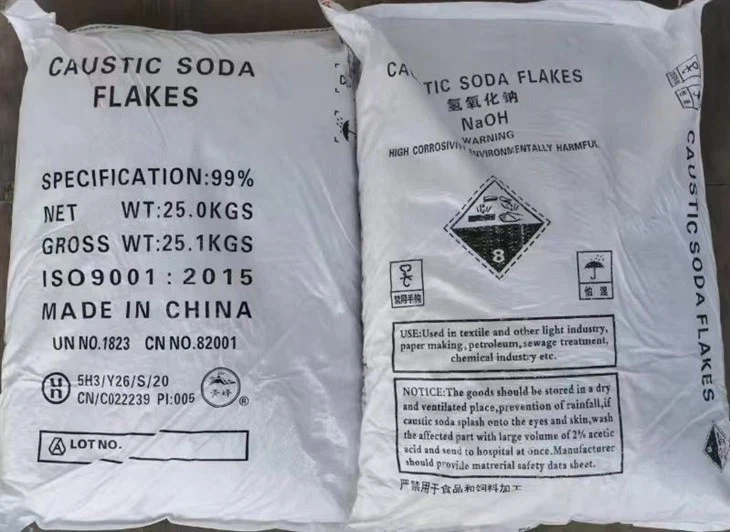 CAUSTIC SODA
FLAKES
SPECIFICATION:99%
NET WT:25.0KGS
GROSS WT:25.1KGS
ISO9001:2015
MADE IN CHINA
UN NO.1823 CN NO.82001
un
5H3/Y26/S/20
CN/C022239 PI:005
®
LOT NO.
CA TIC SODA FLAKES
氢氧化钠
NaOH
WARNING
HIGH CORROSIV VIRONMENTALLY HARMFUL
8
禁用手钩
怕湿
USE:Used in textile and other light industry,
paper making, petroleum, sewage treatment,
chemical industry etc.
NOTICE:The goods should be stored in a dry
and ventilated place,prevention of rainfall,if
caustic soda splash onto the eyes and skin,wash
the affected part with large volume of 2% acetic
acid and send to hospital at once.Manufacturer
should provide matrerial safety data sheet.
严禁用于食品和饲料加工
CAUSTIC SODA FLAKES